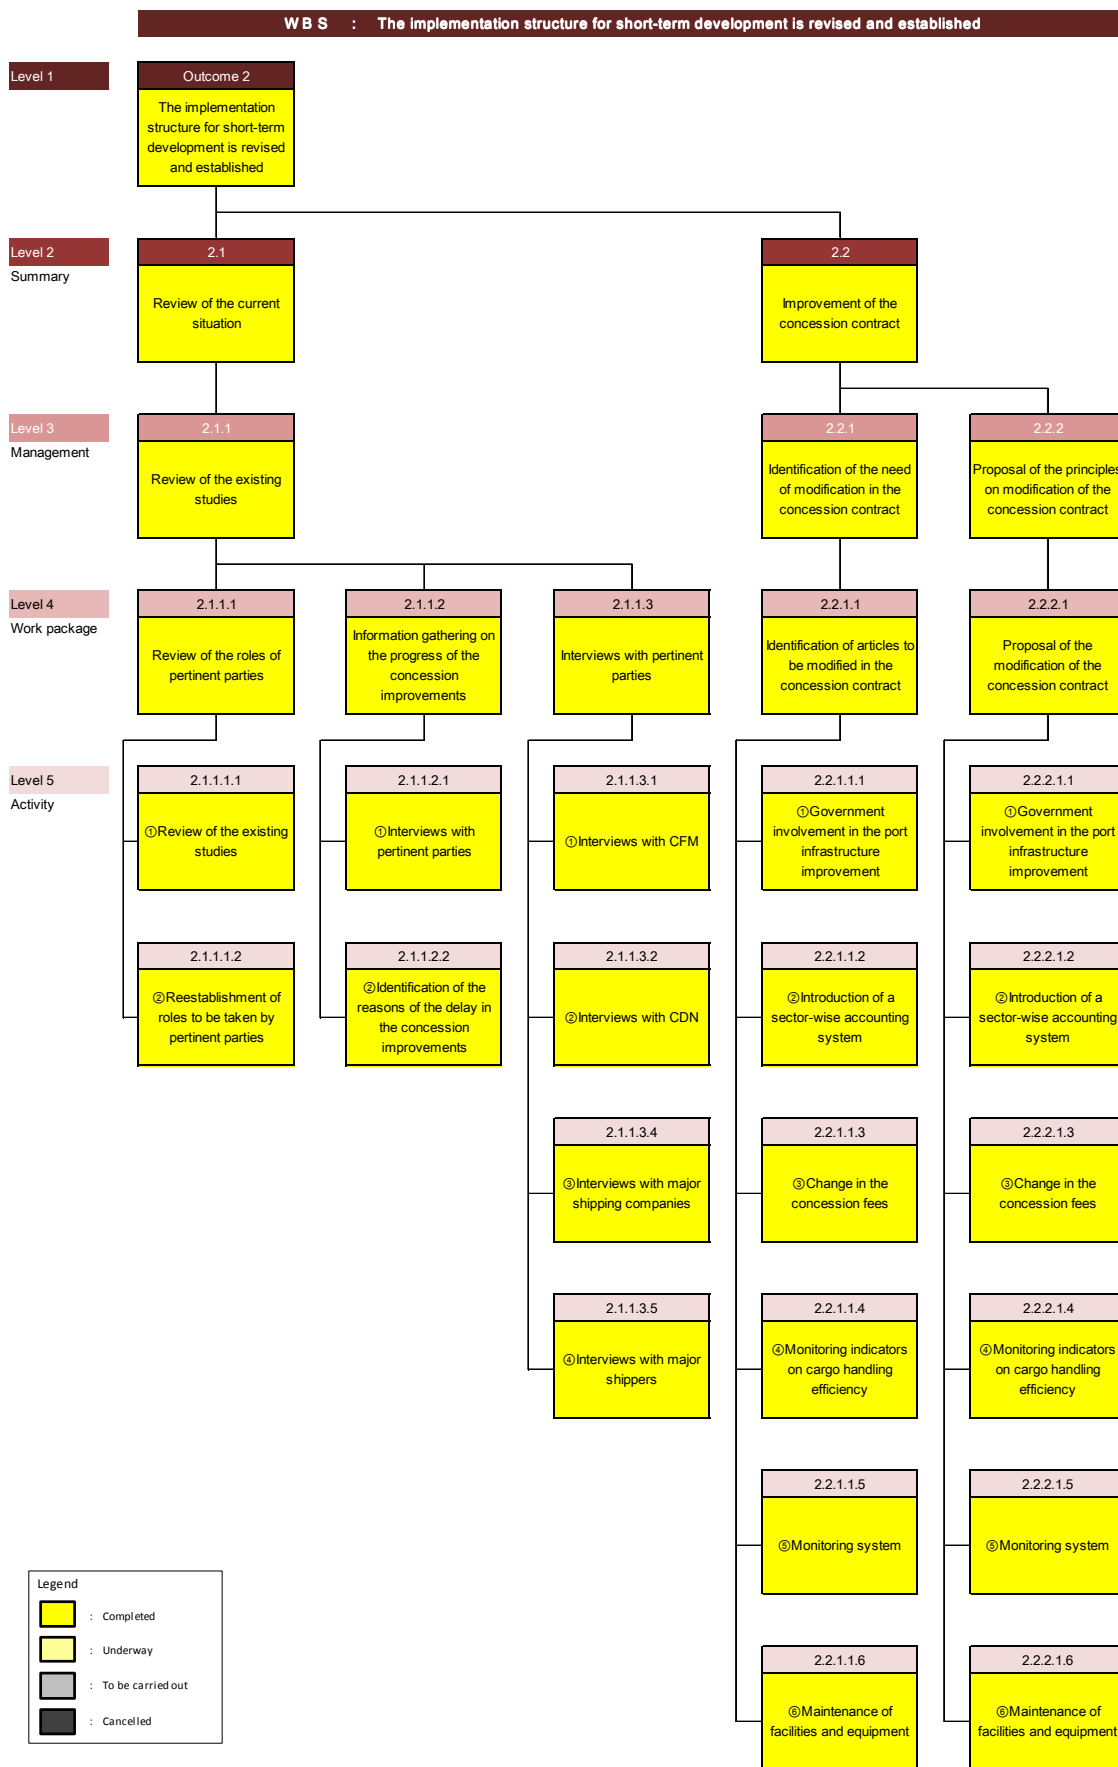 W B S : The implementation structure for short-term development is revised and established
Level 1
Outcome 2
The implementation
structure for short-term
development is revised
and established
Level 2
Summary
2.1
Review of the current
situation
2.2
Improvement of the
concession contract
Level 3
Management
2.1.1
Review of the existing
studies
2.2.1
Identification of the need
of modification in the
concession contract
2.2.2
Proposal of the principles
on modification of the
concession contract
Level 4
Work package
2.1.1.1
Review of the roles of
pertinent parties
2.1.1.2
Information gathering on
the progress of the
concession
improvements
2.1.1.3
Interviews with pertinent
parties
2.2.1.1
Identification of articles to
be modified in the
concession contract
2.2.2.1
Proposal of the
modification of the
concession contract
Level 5
Activity
2.1.1.1.1
①Review of the existing
studies
2.1.1.2.1
①Interviews with
pertinent parties
2.1.1.3.1
①Interviews with CFM
2.2.1.1.1
①Government
involvement in the port
infrastructure
improvement
2.2.2.1.1
①Government
involvement in the port
infrastructure
improvement
2.1.1.1.2
②Reestablishment of
roles to be taken by
pertinent parties
2.1.1.2.2
②Identification of the
reasons of the delay in
the concession
improvements
2.1.1.3.2
②Interviews with CDN
2.2.1.1.2
②Introduction of a
sector-wise accounting
system
2.2.2.1.2
②Introduction of a
sector-wise accounting
system
2.1.1.3.4
③Interviews with major
shipping companies
2.2.1.1.3
③Change in the
concession fees
2.2.2.1.3
③Change in the
concession fees
2.1.1.3.5
④Interviews with major
shippers
2.2.1.1.4
④Monitoring indicators
on cargo handling
efficiency
2.2.2.1.4
④Monitoring indicators
on cargo handling
efficiency
2.2.1.1.5
⑤Monitoring system
2.2.2.1.5
⑤Monitoring system
2.2.1.1.6
⑥Maintenance of
facilities and equipment
2.2.2.1.6
⑥Maintenance of
facilities and equipment
Legend
: Completed
: Underway
: To be carried out
: Cancelled